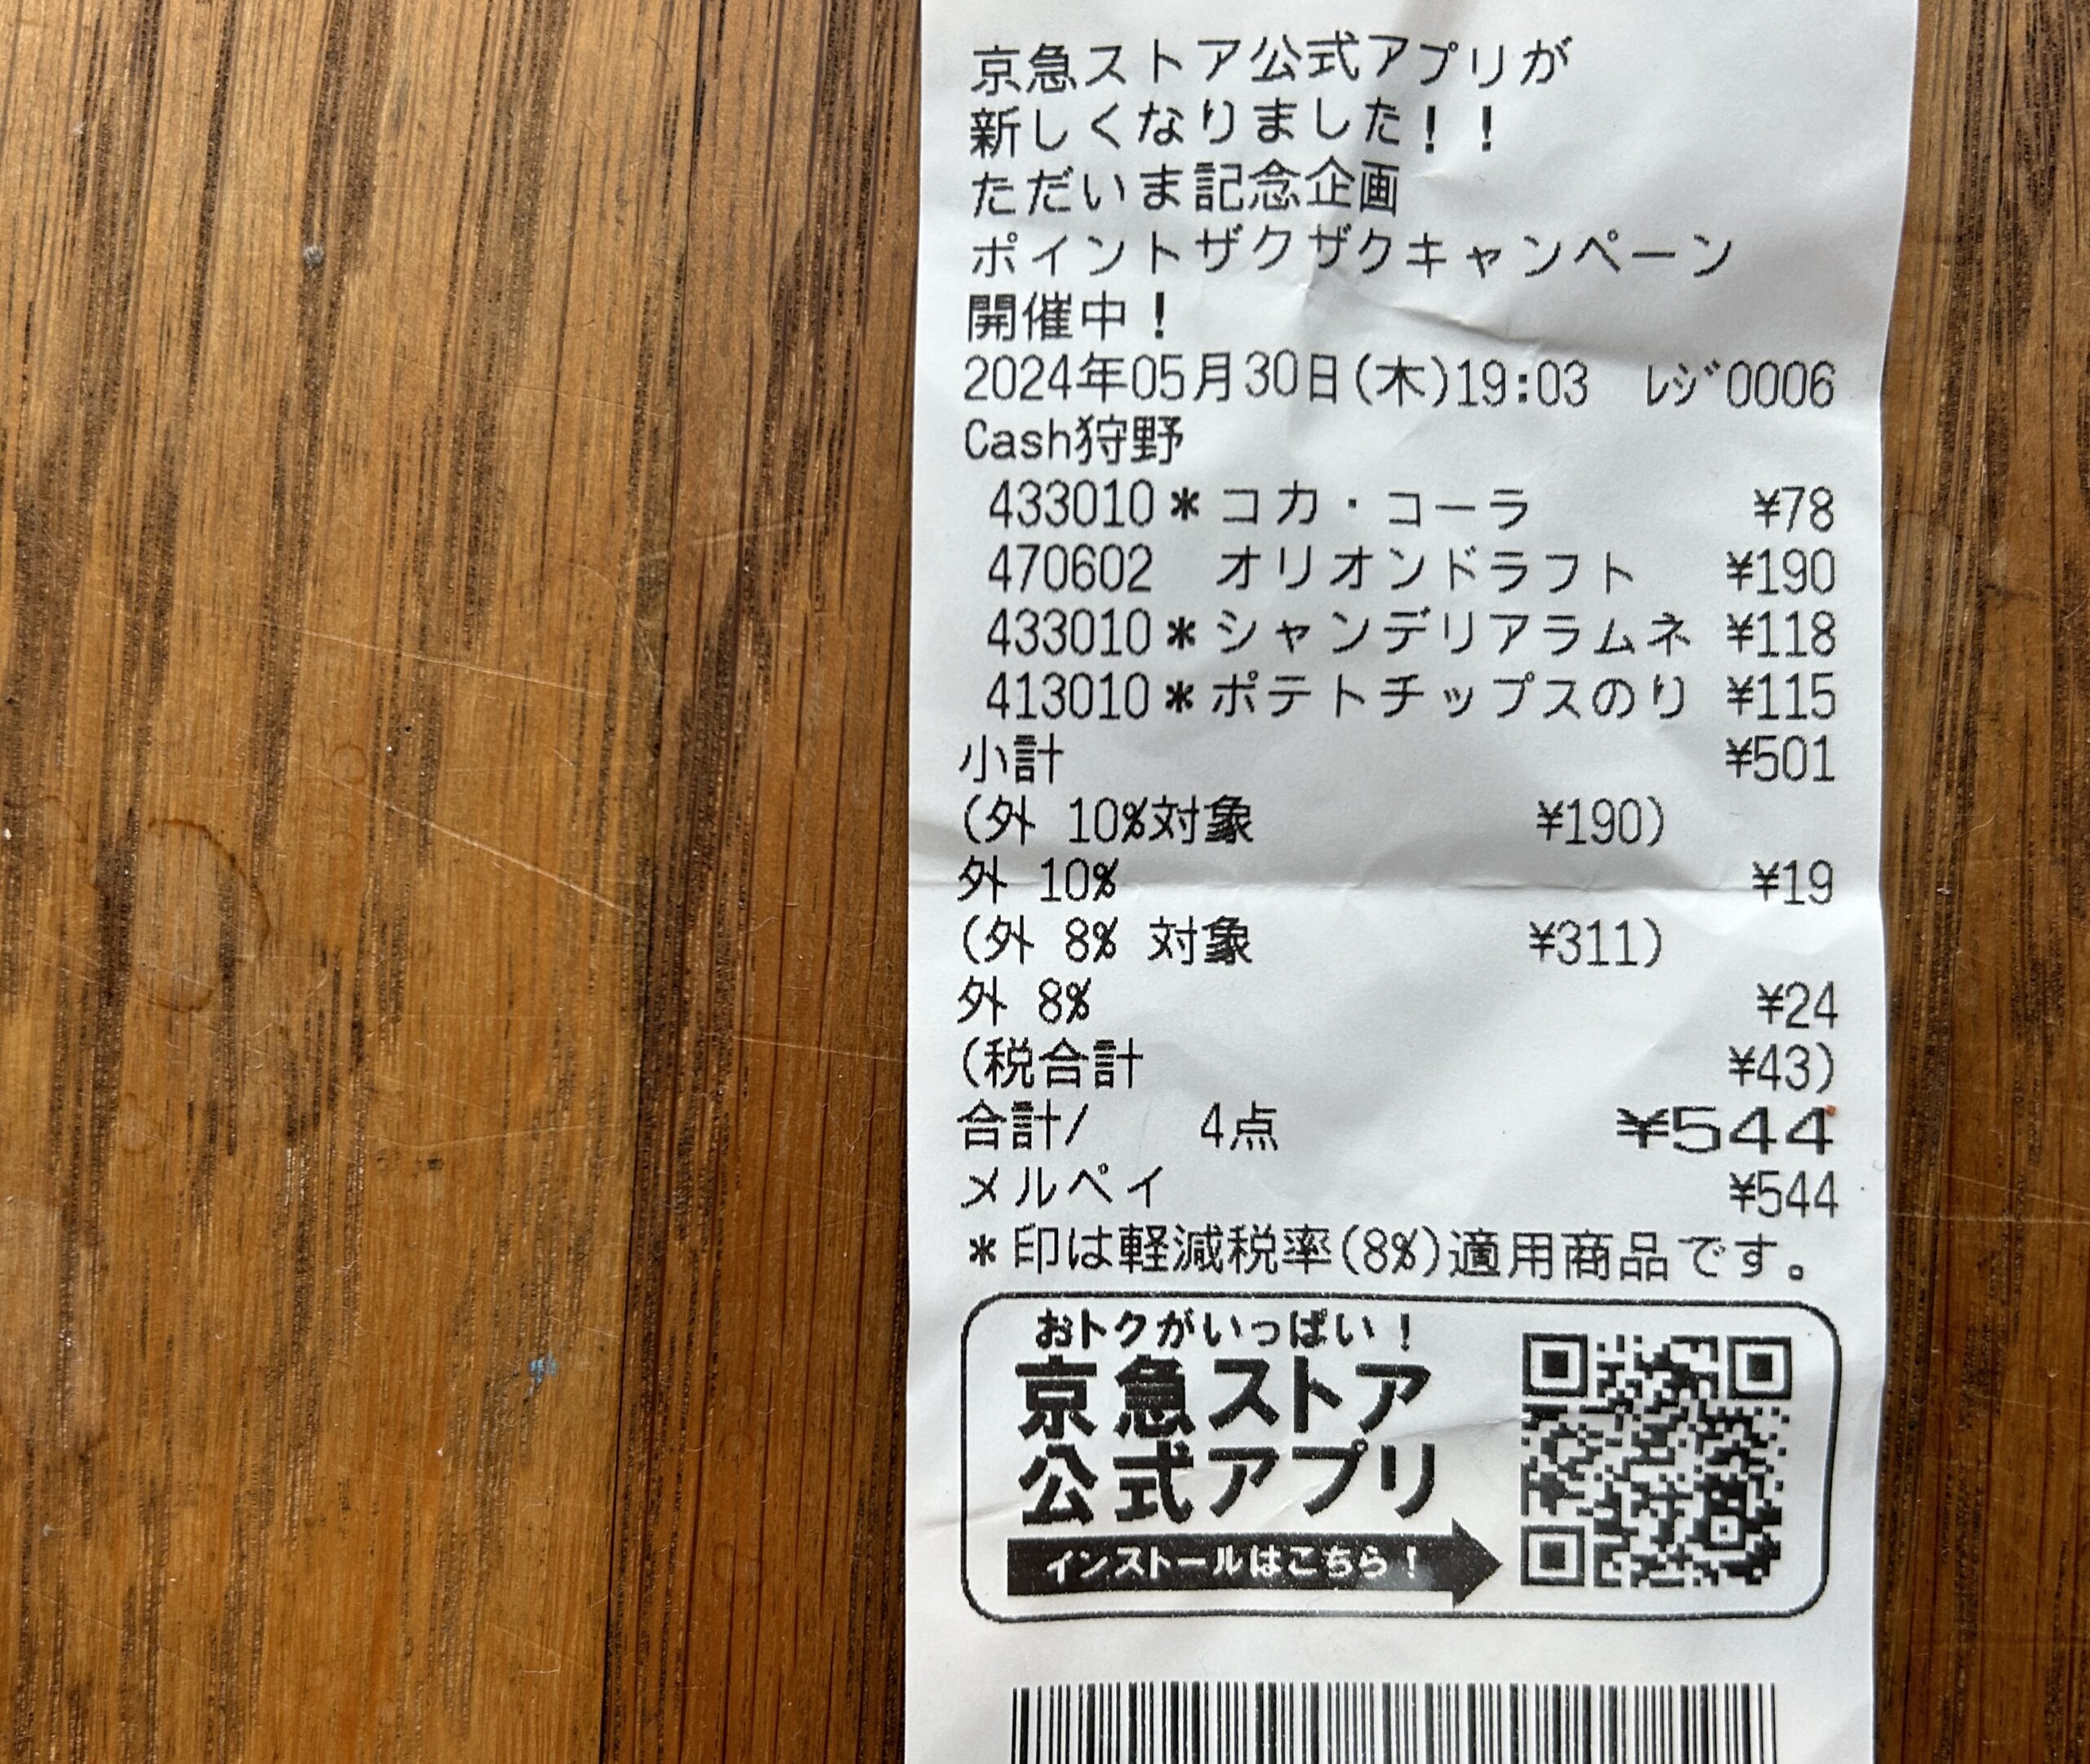 京急ストア公式アプリが
新しくなりました！！
ただいま記念企画
ポイントザクザクキャンペーン
開催中！
2024年05月30日(木)19:03 ﾚｼﾞ0006
Cash狩野
433010＊コカ・コーラ ¥78
470602 オリオンドラフト ¥190
433010＊シャンデリアラムネ ¥118
413010＊ポテトチップスのり ¥115
小計 ¥501
(外 10%対象 ¥190)
外 10% ¥19
(外 8% 対象 ¥311)
外 8% ¥24
(税合計 ¥43)
合計/ 4点 ¥544
メルペイ ¥544
＊印は軽減税率(8%)適用商品です。
おトクがいっぱい！
京急ストア
公式アプリ
インストールはこちら！